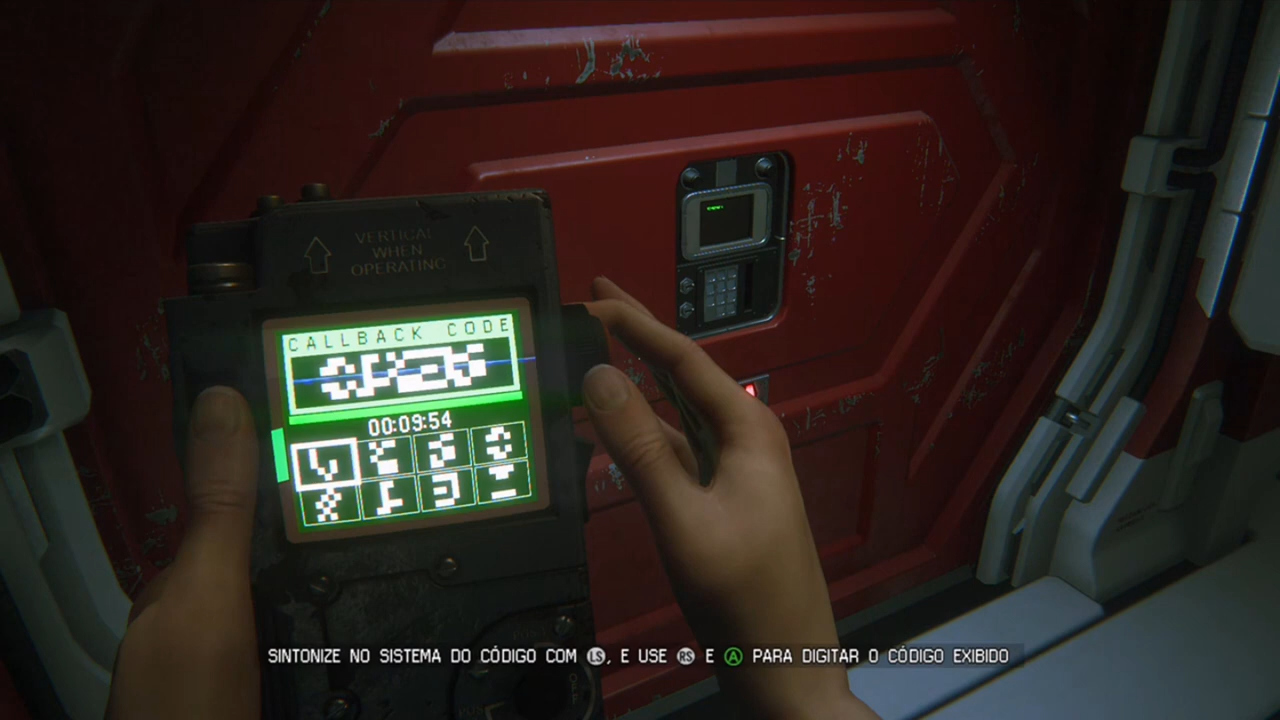 VERTICAL
WHEN
OPERATING
CALLBACK CODE
00:09:54
SINTONIZE NO SISTEMA DO CÓDIGO COM LS, E USE RS E A PARA DIGITAR O CÓDIGO EXIBIDO